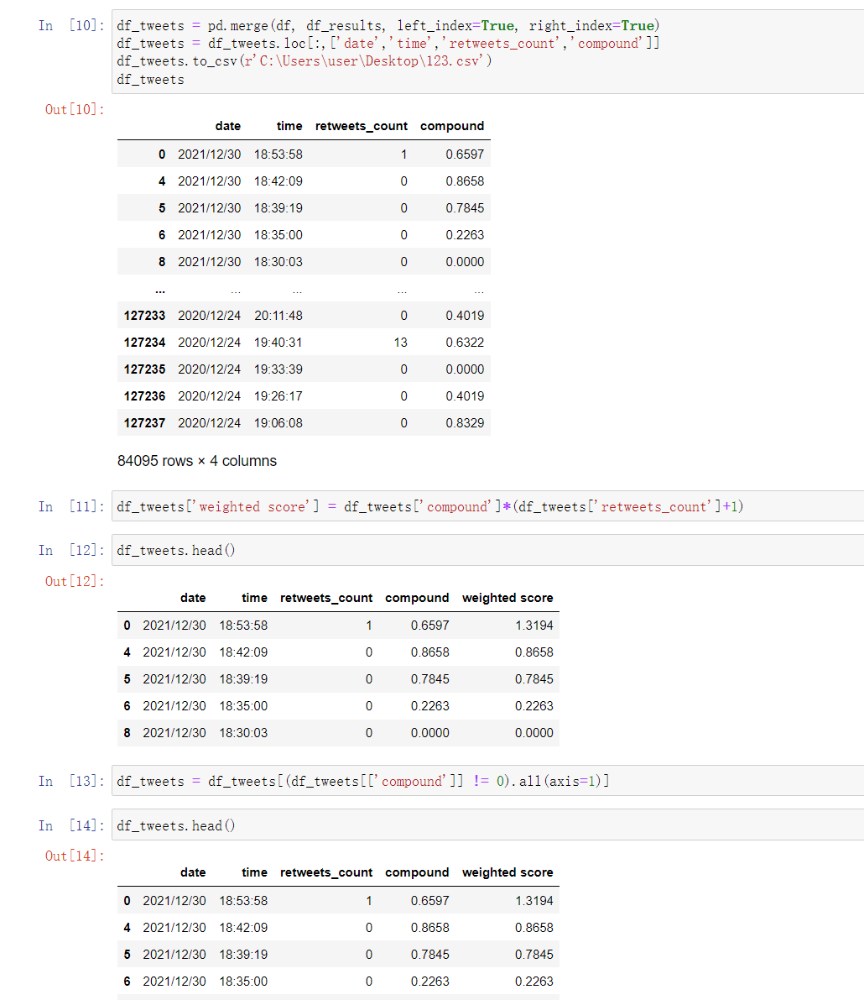 In [10]: df_tweets = pd.merge(df, df_results, left_index=True, right_index=True)
df_tweets = df_tweets.loc[:,['date','time','retweets_count','compound']]
df_tweets.to_csv(r'C:\Users\user\Desktop\123.csv')
df_tweets
Out[10]:
date time retweets_count compound
0 2021/12/30 18:53:58 1 0.6597
4 2021/12/30 18:42:09 0 0.8658
5 2021/12/30 18:39:19 0 0.7845
6 2021/12/30 18:35:00 0 0.2263
8 2021/12/30 18:30:03 0 0.0000
... ... ... ... ...
127233 2020/12/24 20:11:48 0 0.4019
127234 2020/12/24 19:40:31 13 0.6322
127235 2020/12/24 19:33:39 0 0.0000
127236 2020/12/24 19:26:17 0 0.4019
127237 2020/12/24 19:06:08 0 0.8329
84095 rows × 4 columns
In [11]: df_tweets['weighted score'] = df_tweets['compound']*(df_tweets['retweets_count']+1)
In [12]: df_tweets.head()
Out[12]:
date time retweets_count compound weighted score
0 2021/12/30 18:53:58 1 0.6597 1.3194
4 2021/12/30 18:42:09 0 0.8658 0.8658
5 2021/12/30 18:39:19 0 0.7845 0.7845
6 2021/12/30 18:35:00 0 0.2263 0.2263
8 2021/12/30 18:30:03 0 0.0000 0.0000
In [13]: df_tweets = df_tweets[(df_tweets[['compound']] != 0).all(axis=1)]
In [14]: df_tweets.head()
Out[14]:
date time retweets_count compound weighted score
0 2021/12/30 18:53:58 1 0.6597 1.3194
4 2021/12/30 18:42:09 0 0.8658 0.8658
5 2021/12/30 18:39:19 0 0.7845 0.7845
6 2021/12/30 18:35:00 0 0.2263 0.2263